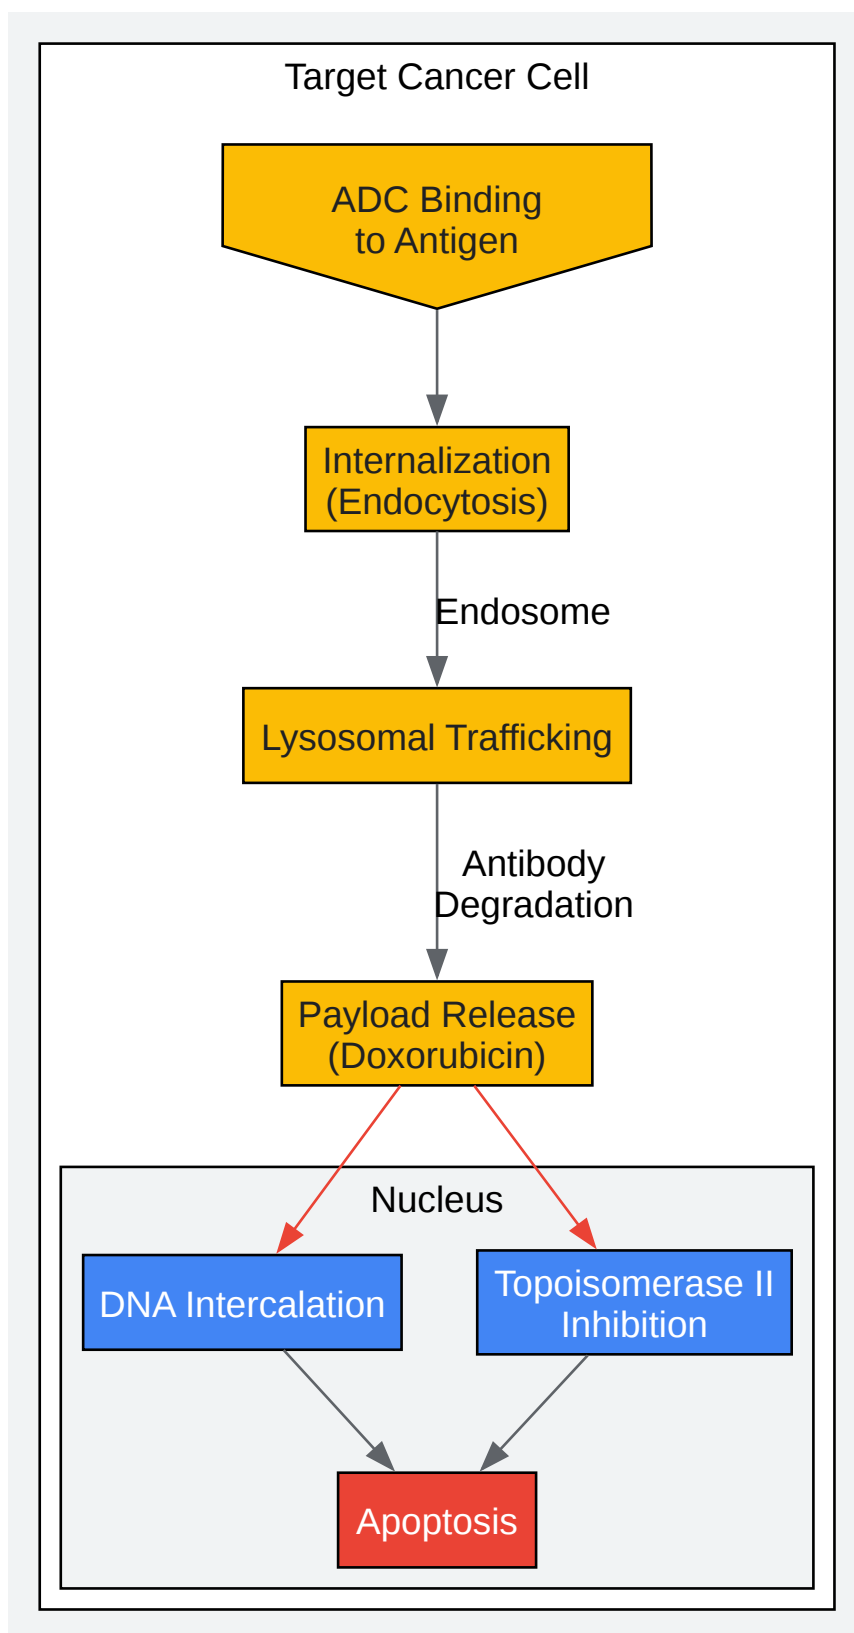 Target Cancer Cell
ADC Binding
to Antigen
Internalization
(Endocytosis)
Endosome
Lysosomal Trafficking
Antibody
Degradation
Payload Release
(Doxorubicin)
Nucleus
DNA Intercalation
Topoisomerase II
Inhibition
Apoptosis